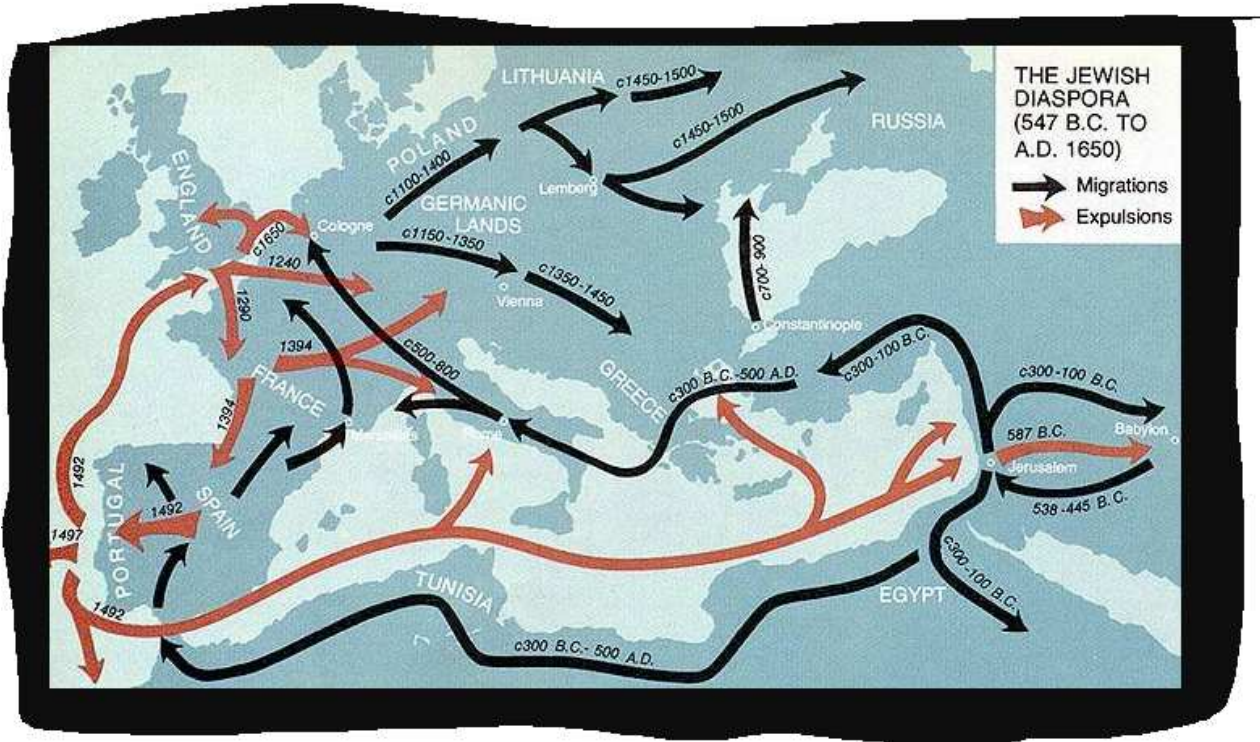 THE JEWISH
DIASPORA
(547 B.C. TO
A.D. 1650)
Migrations
Expulsions
LITHUANIA
c1450-1500
RUSSIA
POLAND
c1450-1500
c1100-1400
Lemberg
ENGLAND
GERMANIC
LANDS
Cologne
c1650
c1150-1350
1240
c700-900
c1350-1450
Vienna
1290
Constantinople
1394
c500-800
c300-100 B.C.
FRANCE
GREECE
c300 B.C.-500 A.D.
c300-100 B.C.
1394
Babylon
587 B.C.
Jerusalem
1492
PORTUGAL
SPAIN
1492
538-445 B.C.
1497
c300-100 B.C.
TUNISIA
EGYPT
1492
c300 B.C.- 500 A.D.